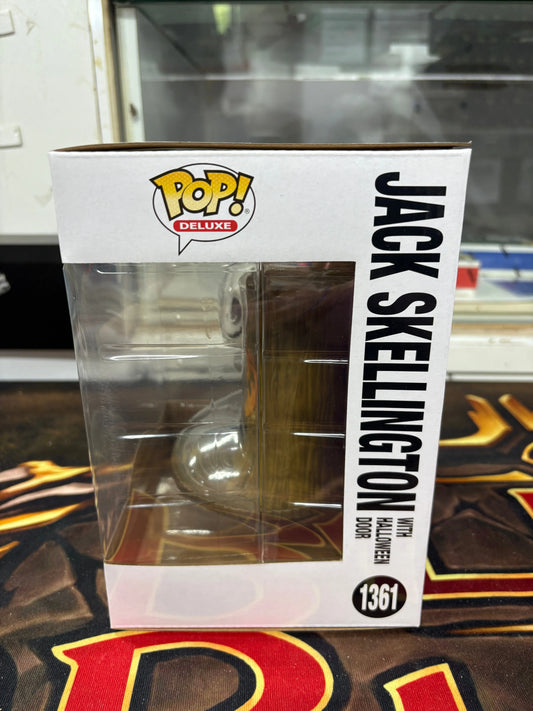 POP!
DELUXE
JACK SKELLINGTON
WITH
HALLOWEEN
DOOR
1361